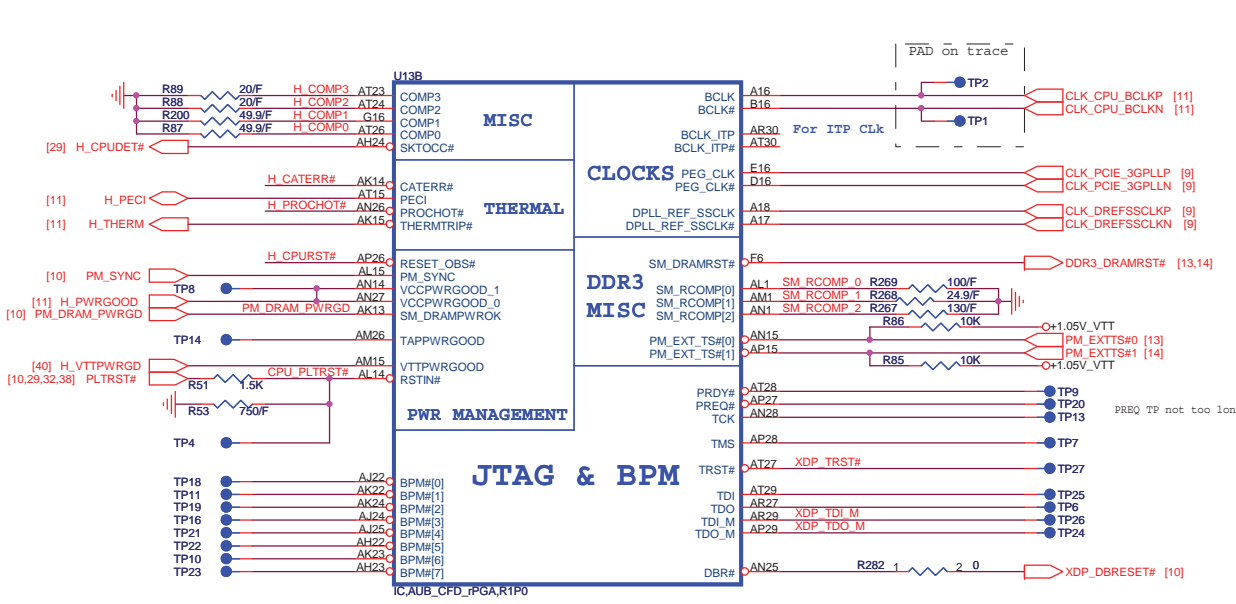 PAD on trace
U13B
TP2
R89 20/F H_COMP3 AT23 COMP3
BCLK A16 CLK_CPU_BCLKP [11]
R88 20/F H_COMP2 AT24 COMP2
BCLK# B16 CLK_CPU_BCLKN [11]
R200 49.9/F H_COMP1 G16 COMP1
MISC
TP1
R87 49.9/F H_COMP0 AT26 COMP0
BCLK_ITP AR30 For ITP CLk
[29] H_CPUDET# AH24 SKTOCC#
BCLK_ITP# AT30
CLOCKS
PEG_CLK E16 CLK_PCIE_3GPLLP [9]
H_CATERR# AK14 CATERR#
PEG_CLK# D16 CLK_PCIE_3GPLLN [9]
[11] H_PECI AT15 PECI
THERMAL
H_PROCHOT# AN26 PROCHOT#
DPLL_REF_SSCLK A18 CLK_DREFSSCLKP [9]
[11] H_THERM AK15 THERMTRIP#
DPLL_REF_SSCLK# A17 CLK_DREFSSCLKN [9]
H_CPURST# AP26 RESET_OBS#
SM_DRAMRST# F6 DDR3_DRAMRST# [13,14]
[10] PM_SYNC AL15 PM_SYNC
DDR3
MISC
TP8 AN14 VCCPWRGOOD_1
SM_RCOMP[0] AL1 SM_RCOMP_0 R269 100/F
[11] H_PWRGOOD AN27 VCCPWRGOOD_0
SM_RCOMP[1] AM1 SM_RCOMP_1 R268 24.9/F
[10] PM_DRAM_PWRGD PM_DRAM_PWRGD AK13 SM_DRAMPWROK
SM_RCOMP[2] AN1 SM_RCOMP_2 R267 130/F
R86 10K +1.05V_VTT
TP14 AM26 TAPPWRGOOD
PM_EXT_TS#[0] AN15 PM_EXTTS#0 [13]
PM_EXT_TS#[1] AP15 PM_EXTTS#1 [14]
[40] H_VTTPWRGD AM15 VTTPWRGOOD
R85 10K +1.05V_VTT
[10,29,32,38] PLTRST# R51 1.5K CPU_PLTRST# AL14 RSTIN#
PRDY# AT28 TP9
PREQ# AP27 TP20
R53 750/F
PWR MANAGEMENT
TCK AN28 TP13
PREQ TP not too lon
TP4
TMS AP28 TP7
JTAG & BPM
TRST# AT27 XDP_TRST# TP27
TP18 AJ22 BPM#[0]
TP11 AK22 BPM#[1]
TDI AT29 TP25
TP19 AK24 BPM#[2]
TDO AR27 TP6
TP16 AJ24 BPM#[3]
TDI_M AR29 XDP_TDI_M TP26
TP21 AJ25 BPM#[4]
TDO_M AP29 XDP_TDO_M TP24
TP22 AH22 BPM#[5]
TP10 AK23 BPM#[6]
TP23 AH23 BPM#[7]
DBR# AN25 R282 1 2 0 XDP_DBRESET# [10]
IC,AUB_CFD_rPGA,R1P0